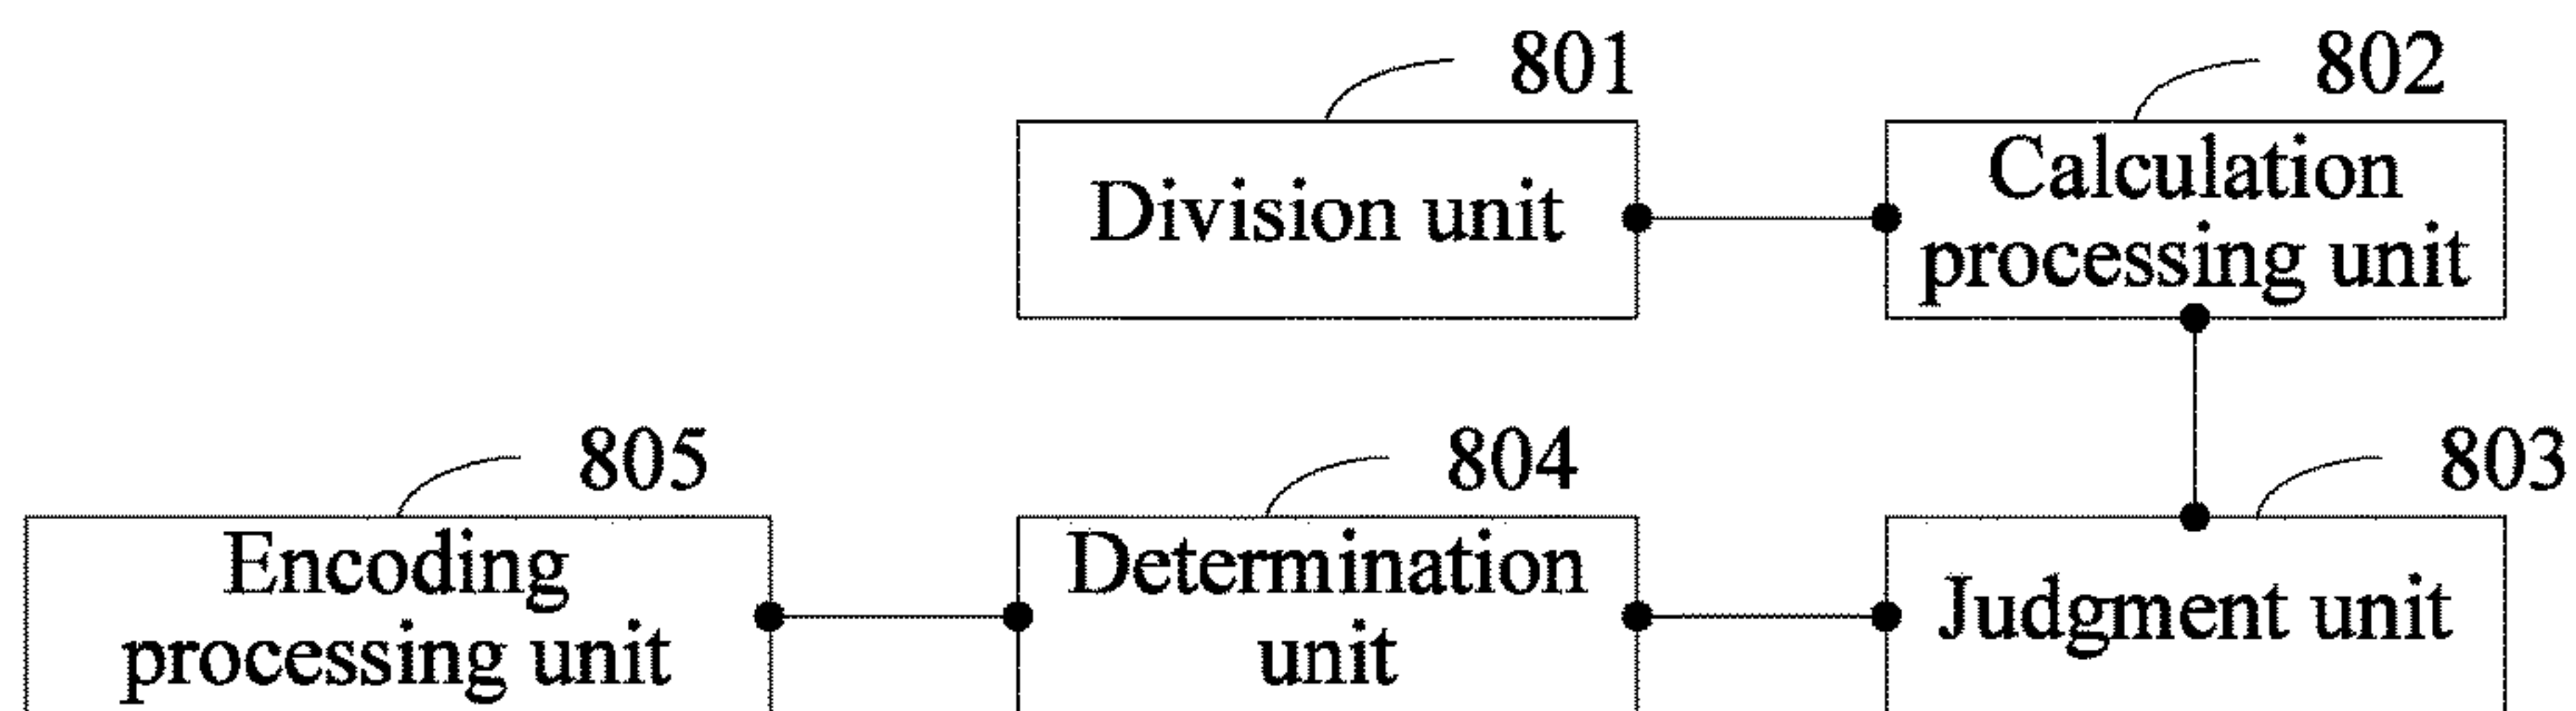 801
802
Division unit
Calculation
processing unit
805
804
803
Encoding
processing unit
Determination
unit
Judgment unit